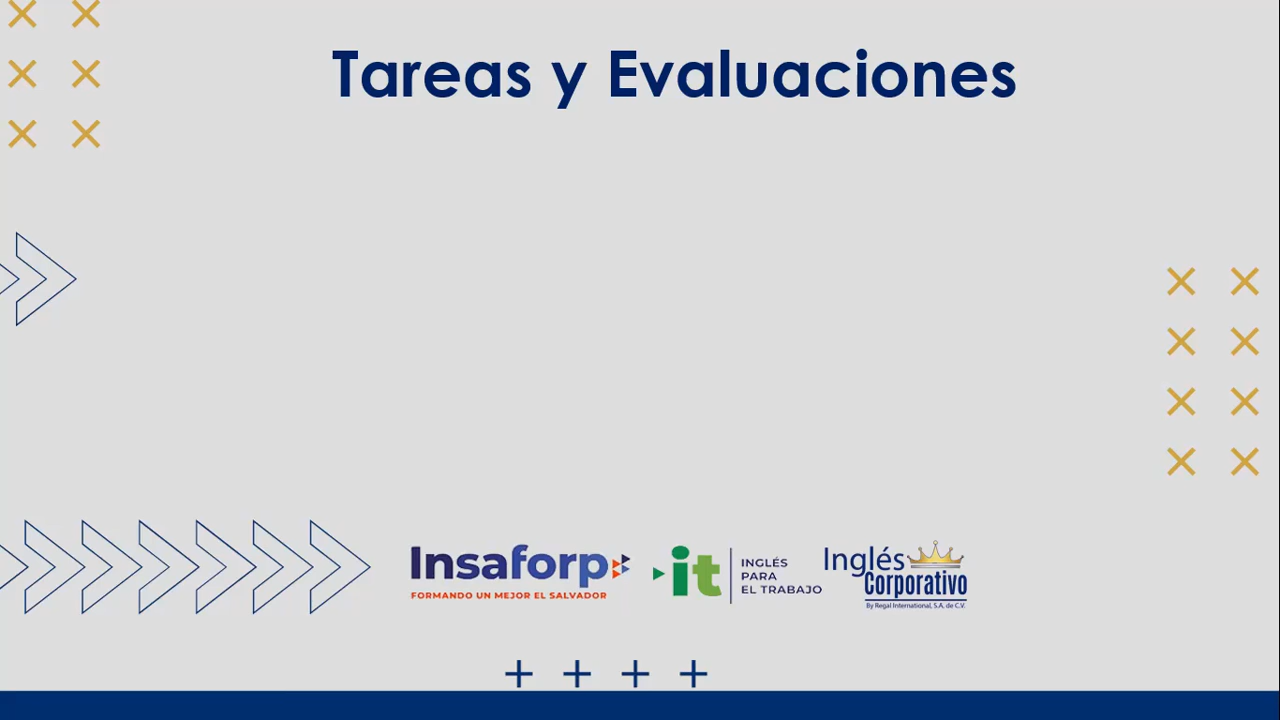 Tareas y Evaluaciones
Insaforp
FORMANDO UN MEJOR EL SALVADOR
it
INGLÉS
PARA
EL TRABAJO
Inglés
Corporativo
By Regal International, S.A. de C.V.